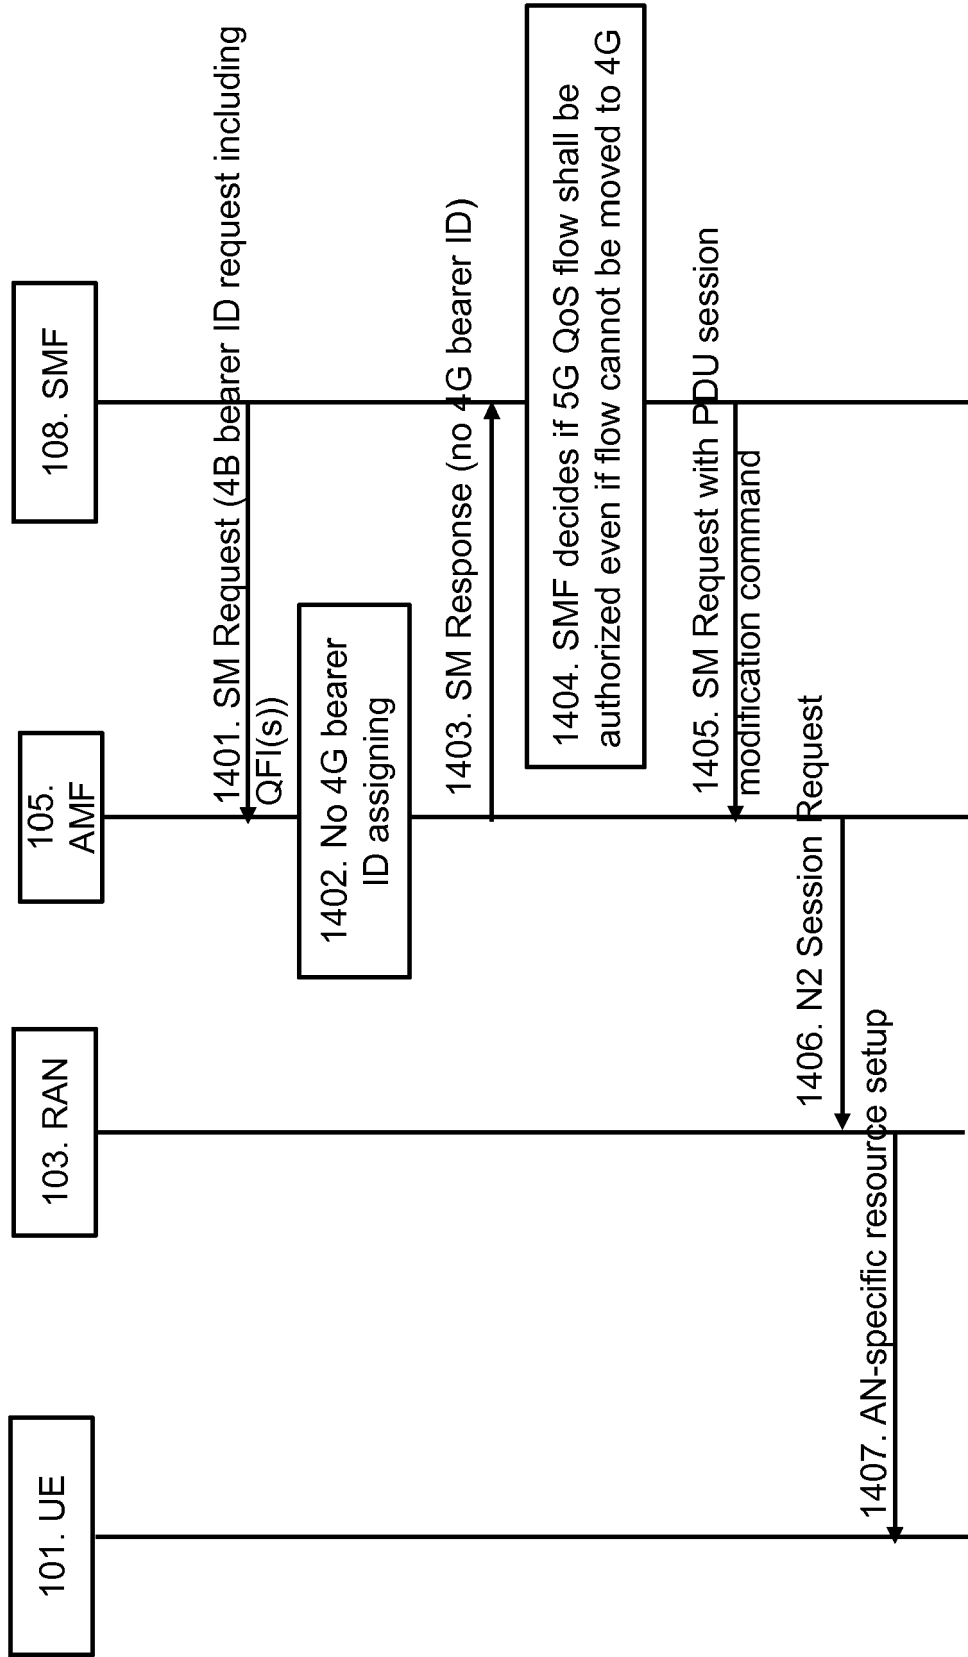 101. UE
103. RAN
105.
AMF
108. SMF
1401. SM Request (4B bearer ID request including
QFI(s))
1402. No 4G bearer
ID assigning
1403. SM Response (no 4G bearer ID)
1404. SMF decides if 5G QoS flow shall be
authorized even if flow cannot be moved to 4G
1405. SM Request with PDU session
modification command
1406. N2 Session Request
1407. AN-specific resource setup